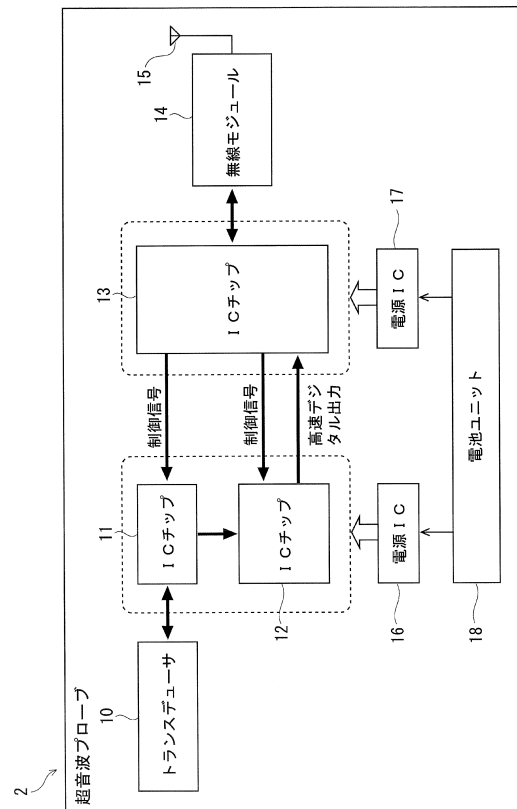 2
超音波プローブ
10
トランスデューサ
11
ICチップ
12
ICチップ
制御信号
制御信号
高速デジ
タル出力
13
ICチップ
14
無線モジュール
15
16
電源IC
17
電源IC
18
電池ユニット